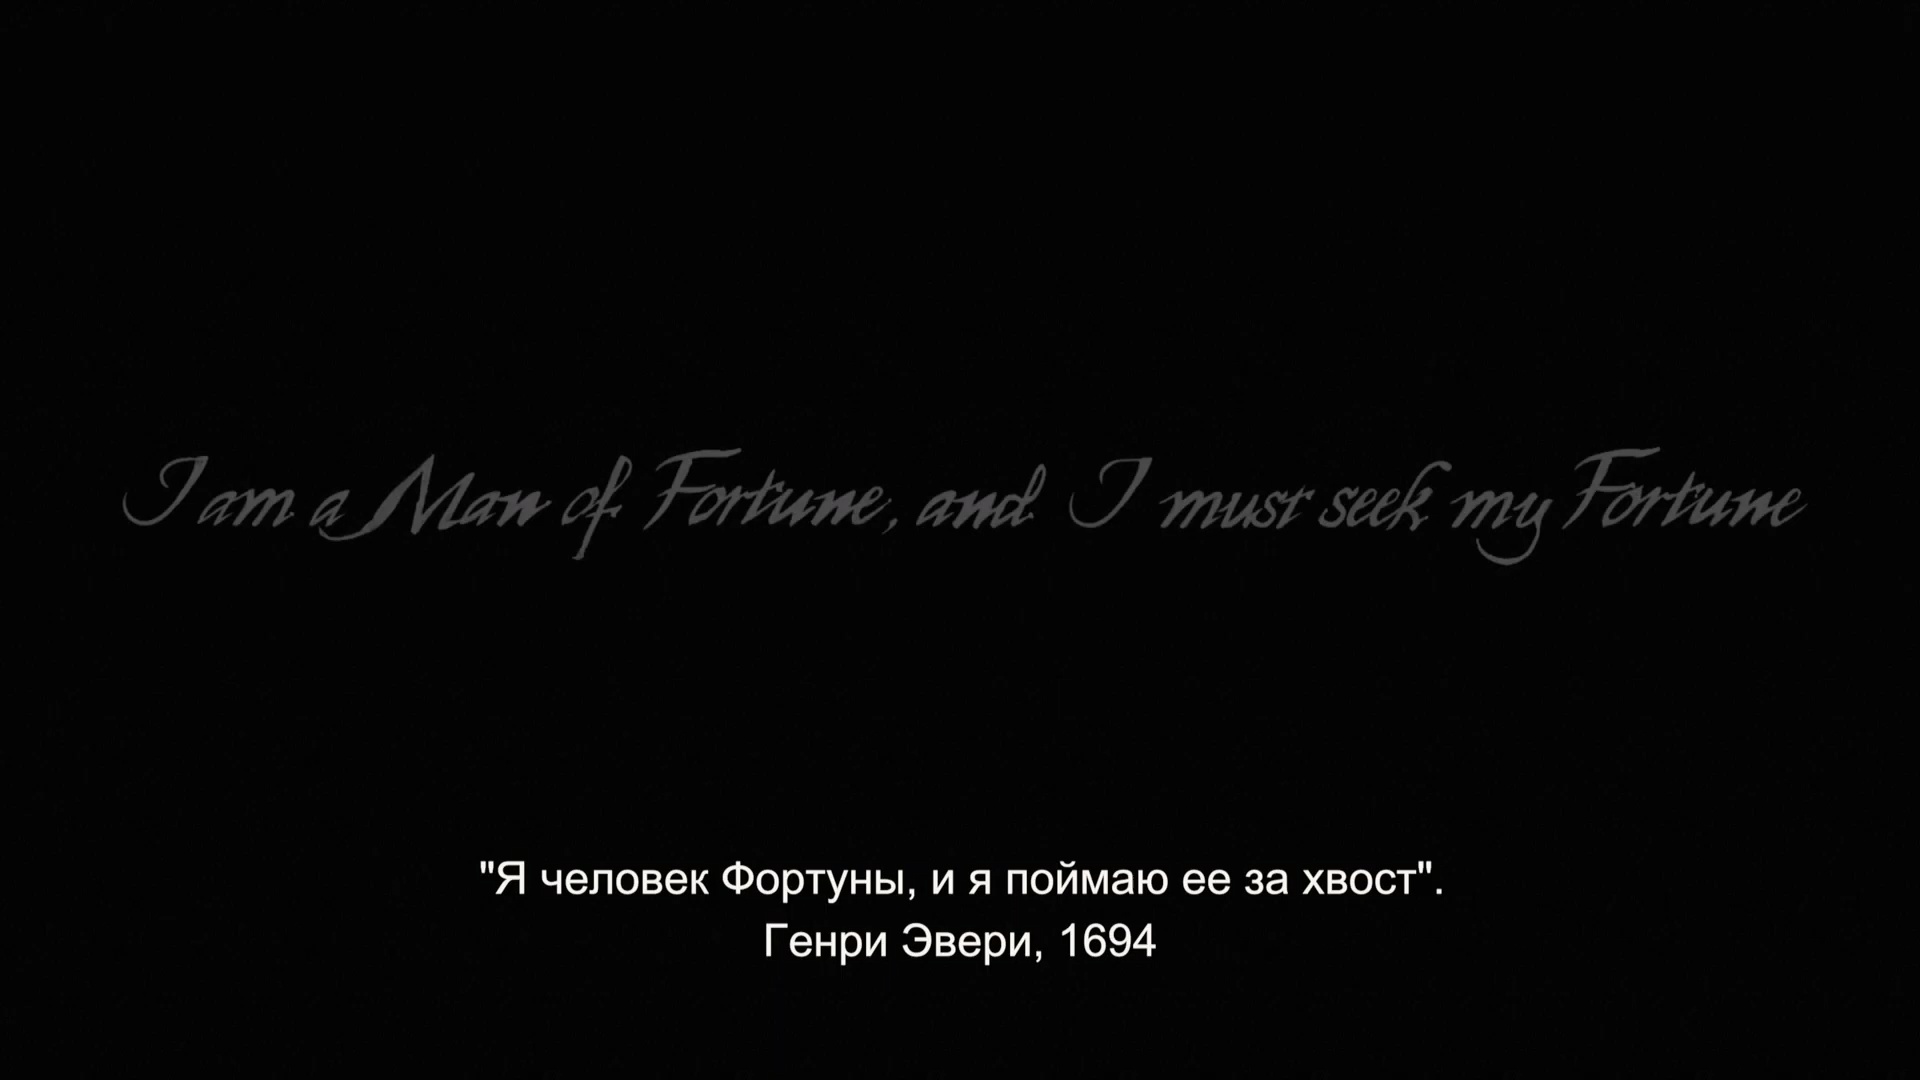 I am a Man of Fortune, and I must seek my Fortune
"Я человек Фортуны, и я поймаю ее за хвост".
Генри Эвери, 1694